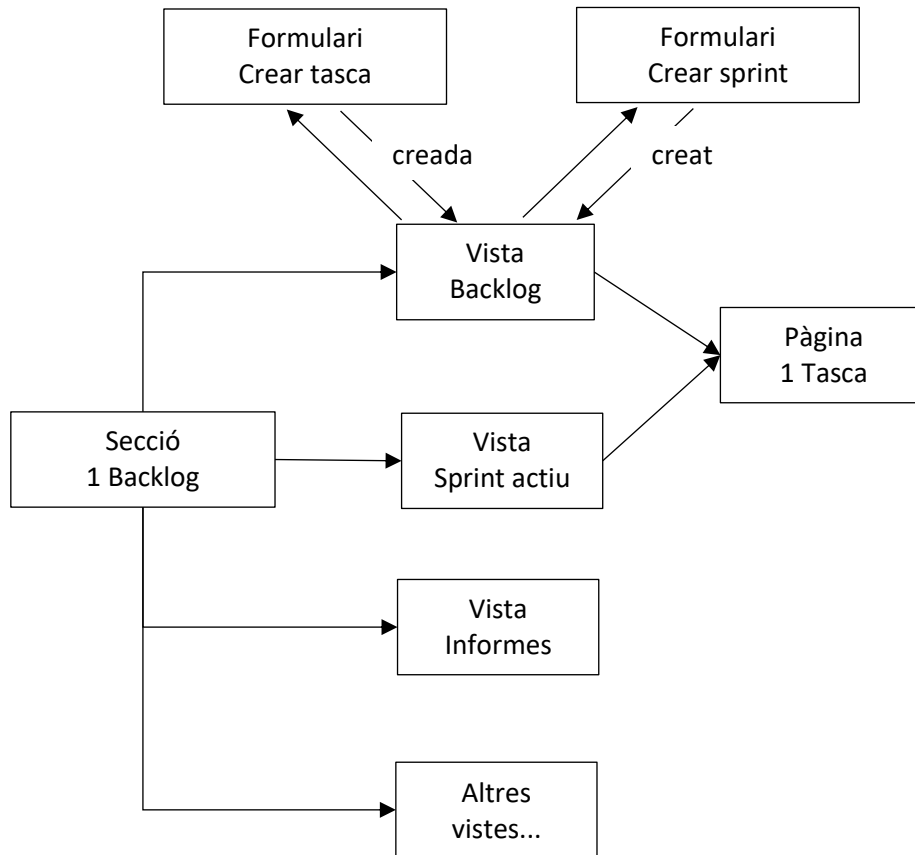 Formulari
Crear tasca
Formulari
Crear sprint
creada
creat
Vista
Backlog
Pàgina
1 Tasca
Secció
1 Backlog
Vista
Sprint actiu
Vista
Informes
Altres
vistes...